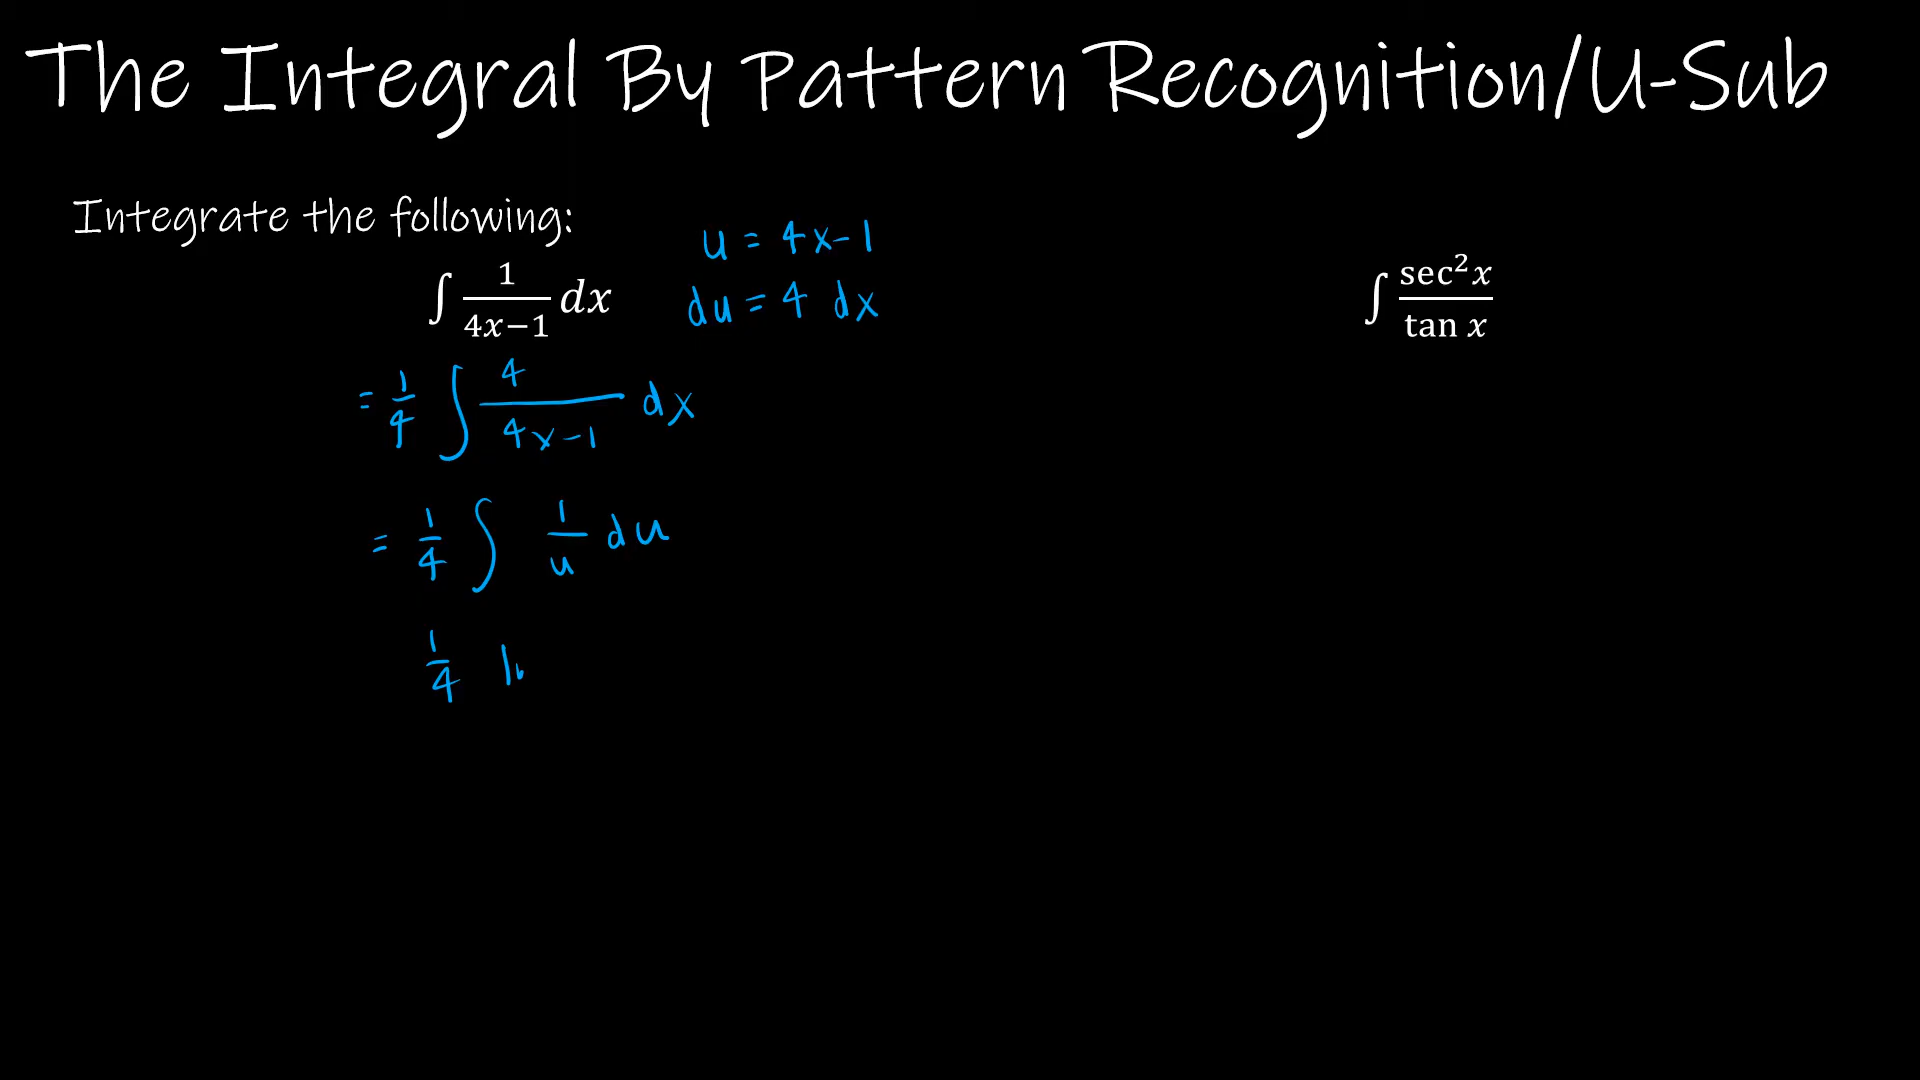 The Integral By Pattern Recognition/U-Sub
Integrate the following:
∫ 1/(4x−1) dx
u = 4x-1
du = 4 dx
= 1/4 ∫ 4/(4x-1) dx
= 1/4 ∫ 1/u du
1/4
∫ sec²x/tan x